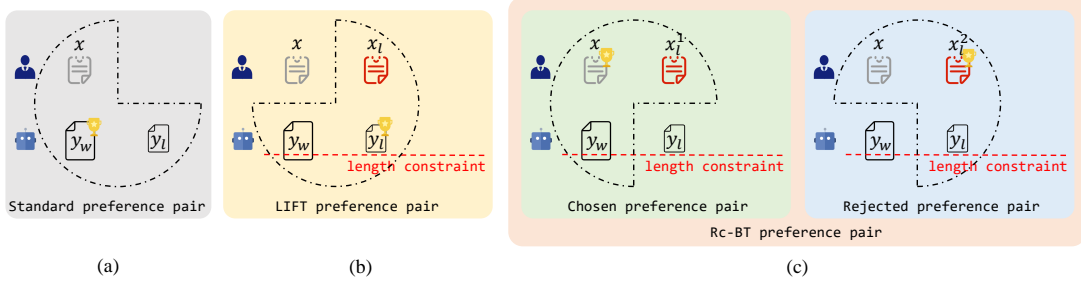 x
y_w y_l
Standard preference pair
(a)
x x_l
y_w y_l
length constraint
LIFT preference pair
(b)
x x_l^1
y_w y_l
length constraint
Chosen preference pair
x x_l^2
y_w y_l
length constraint
Rejected preference pair
Rc-BT preference pair
(c)